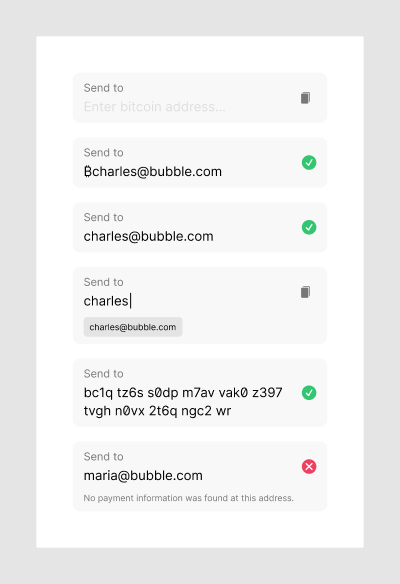 Send to
Enter bitcoin address...
Send to
₿charles@bubble.com
Send to
charles@bubble.com
Send to
charles
charles@bubble.com
Send to
bc1q tz6s s0dp m7av vak0 z397
tvgh n0vx 2t6q ngc2 wr
Send to
maria@bubble.com
No payment information was found at this address.